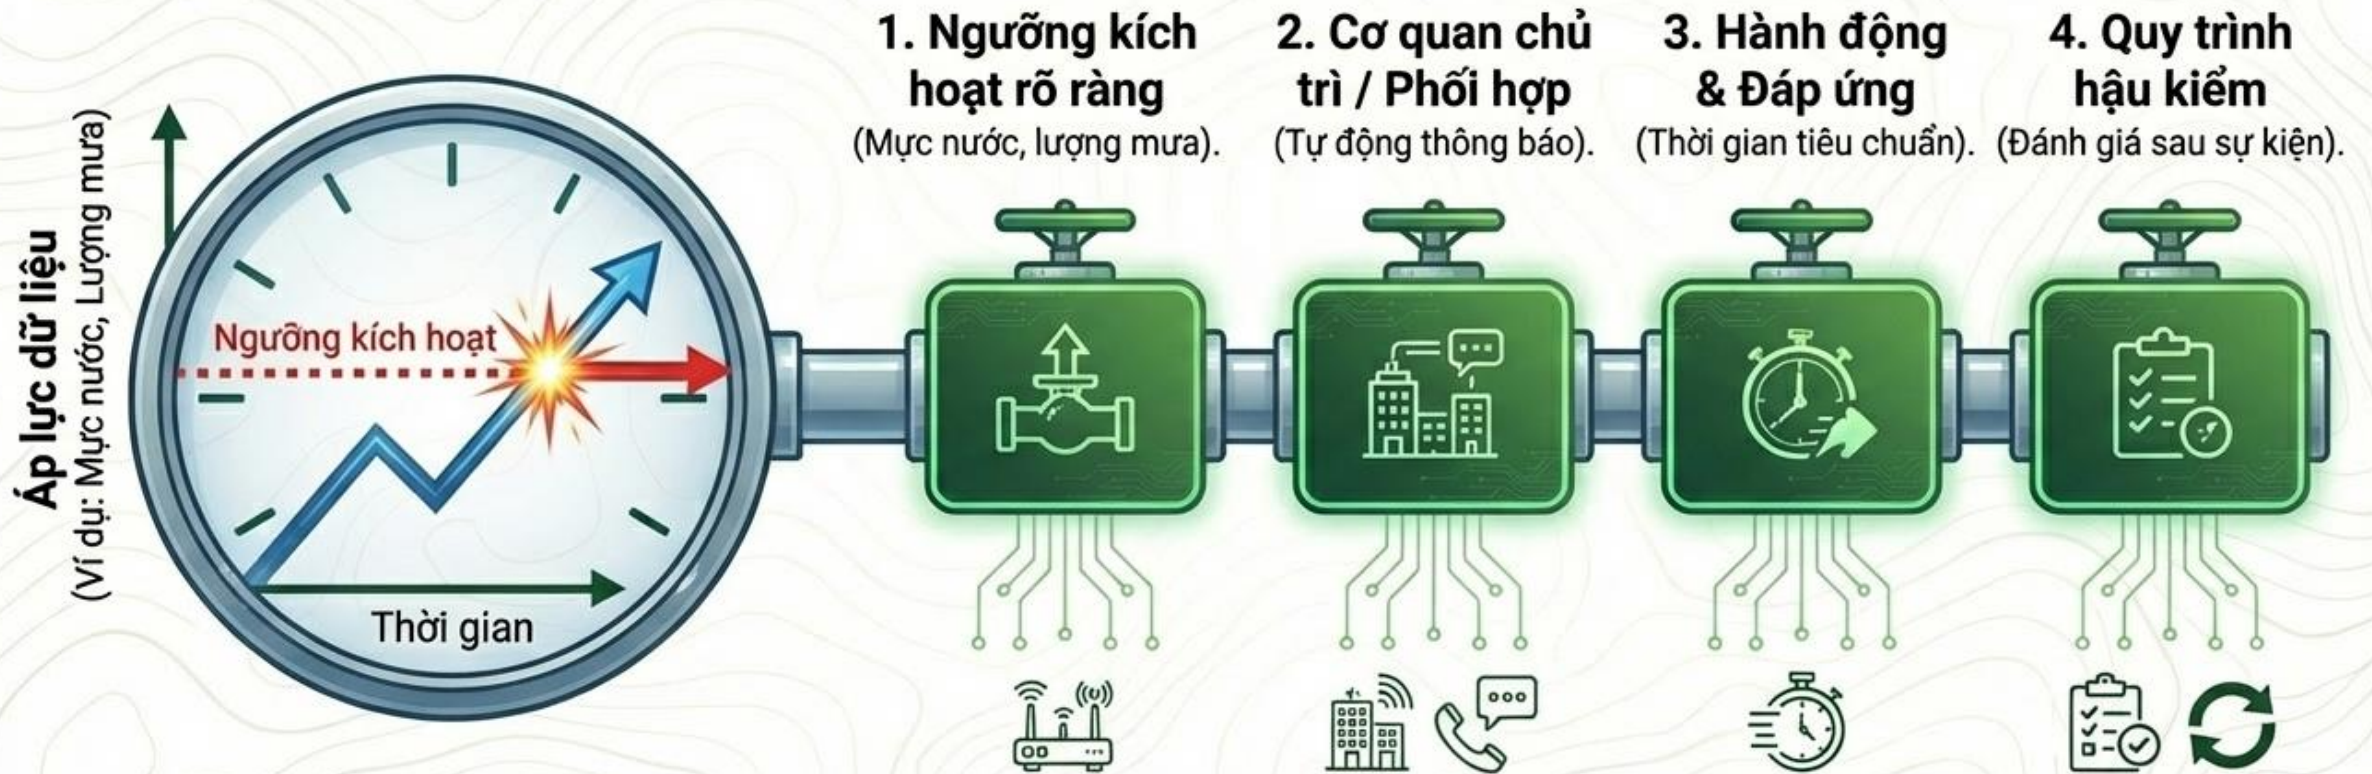 Áp lực dữ liệu
(Ví dụ: Mực nước, Lượng mưa)
Ngưỡng kích hoạt
Thời gian
1. Ngưỡng kích
hoạt rõ ràng
(Mực nước, lượng mưa).
2. Cơ quan chủ
trì / Phối hợp
(Tự động thông báo).
3. Hành động
& Đáp ứng
(Thời gian tiêu chuẩn).
4. Quy trình
hậu kiểm
(Đánh giá sau sự kiện).